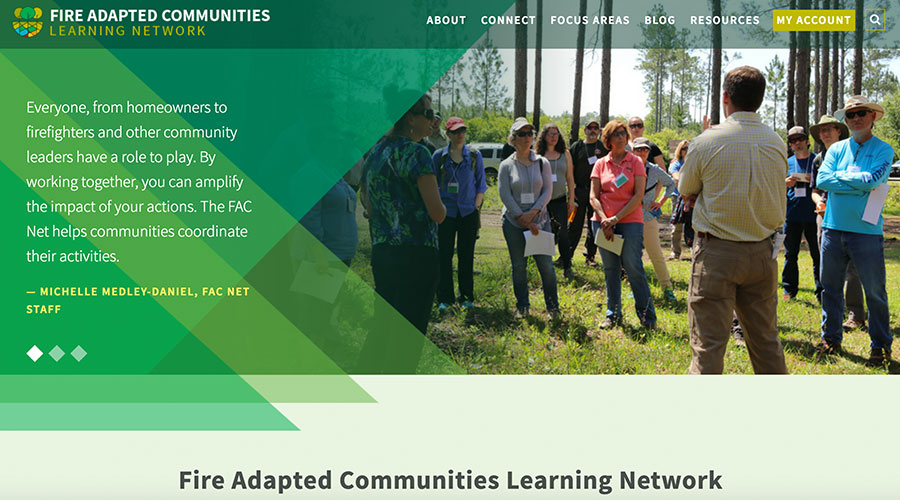 FIRE ADAPTED COMMUNITIES
LEARNING NETWORK
ABOUT CONNECT FOCUS AREAS BLOG RESOURCES MY ACCOUNT
Everyone, from homeowners to
firefighters and other community
leaders have a role to play. By
working together, you can amplify
the impact of your actions. The FAC
Net helps communities coordinate
their activities.
— MICHELLE MEDLEY-DANIEL, FAC NET
STAFF
Fire Adapted Communities Learning Network